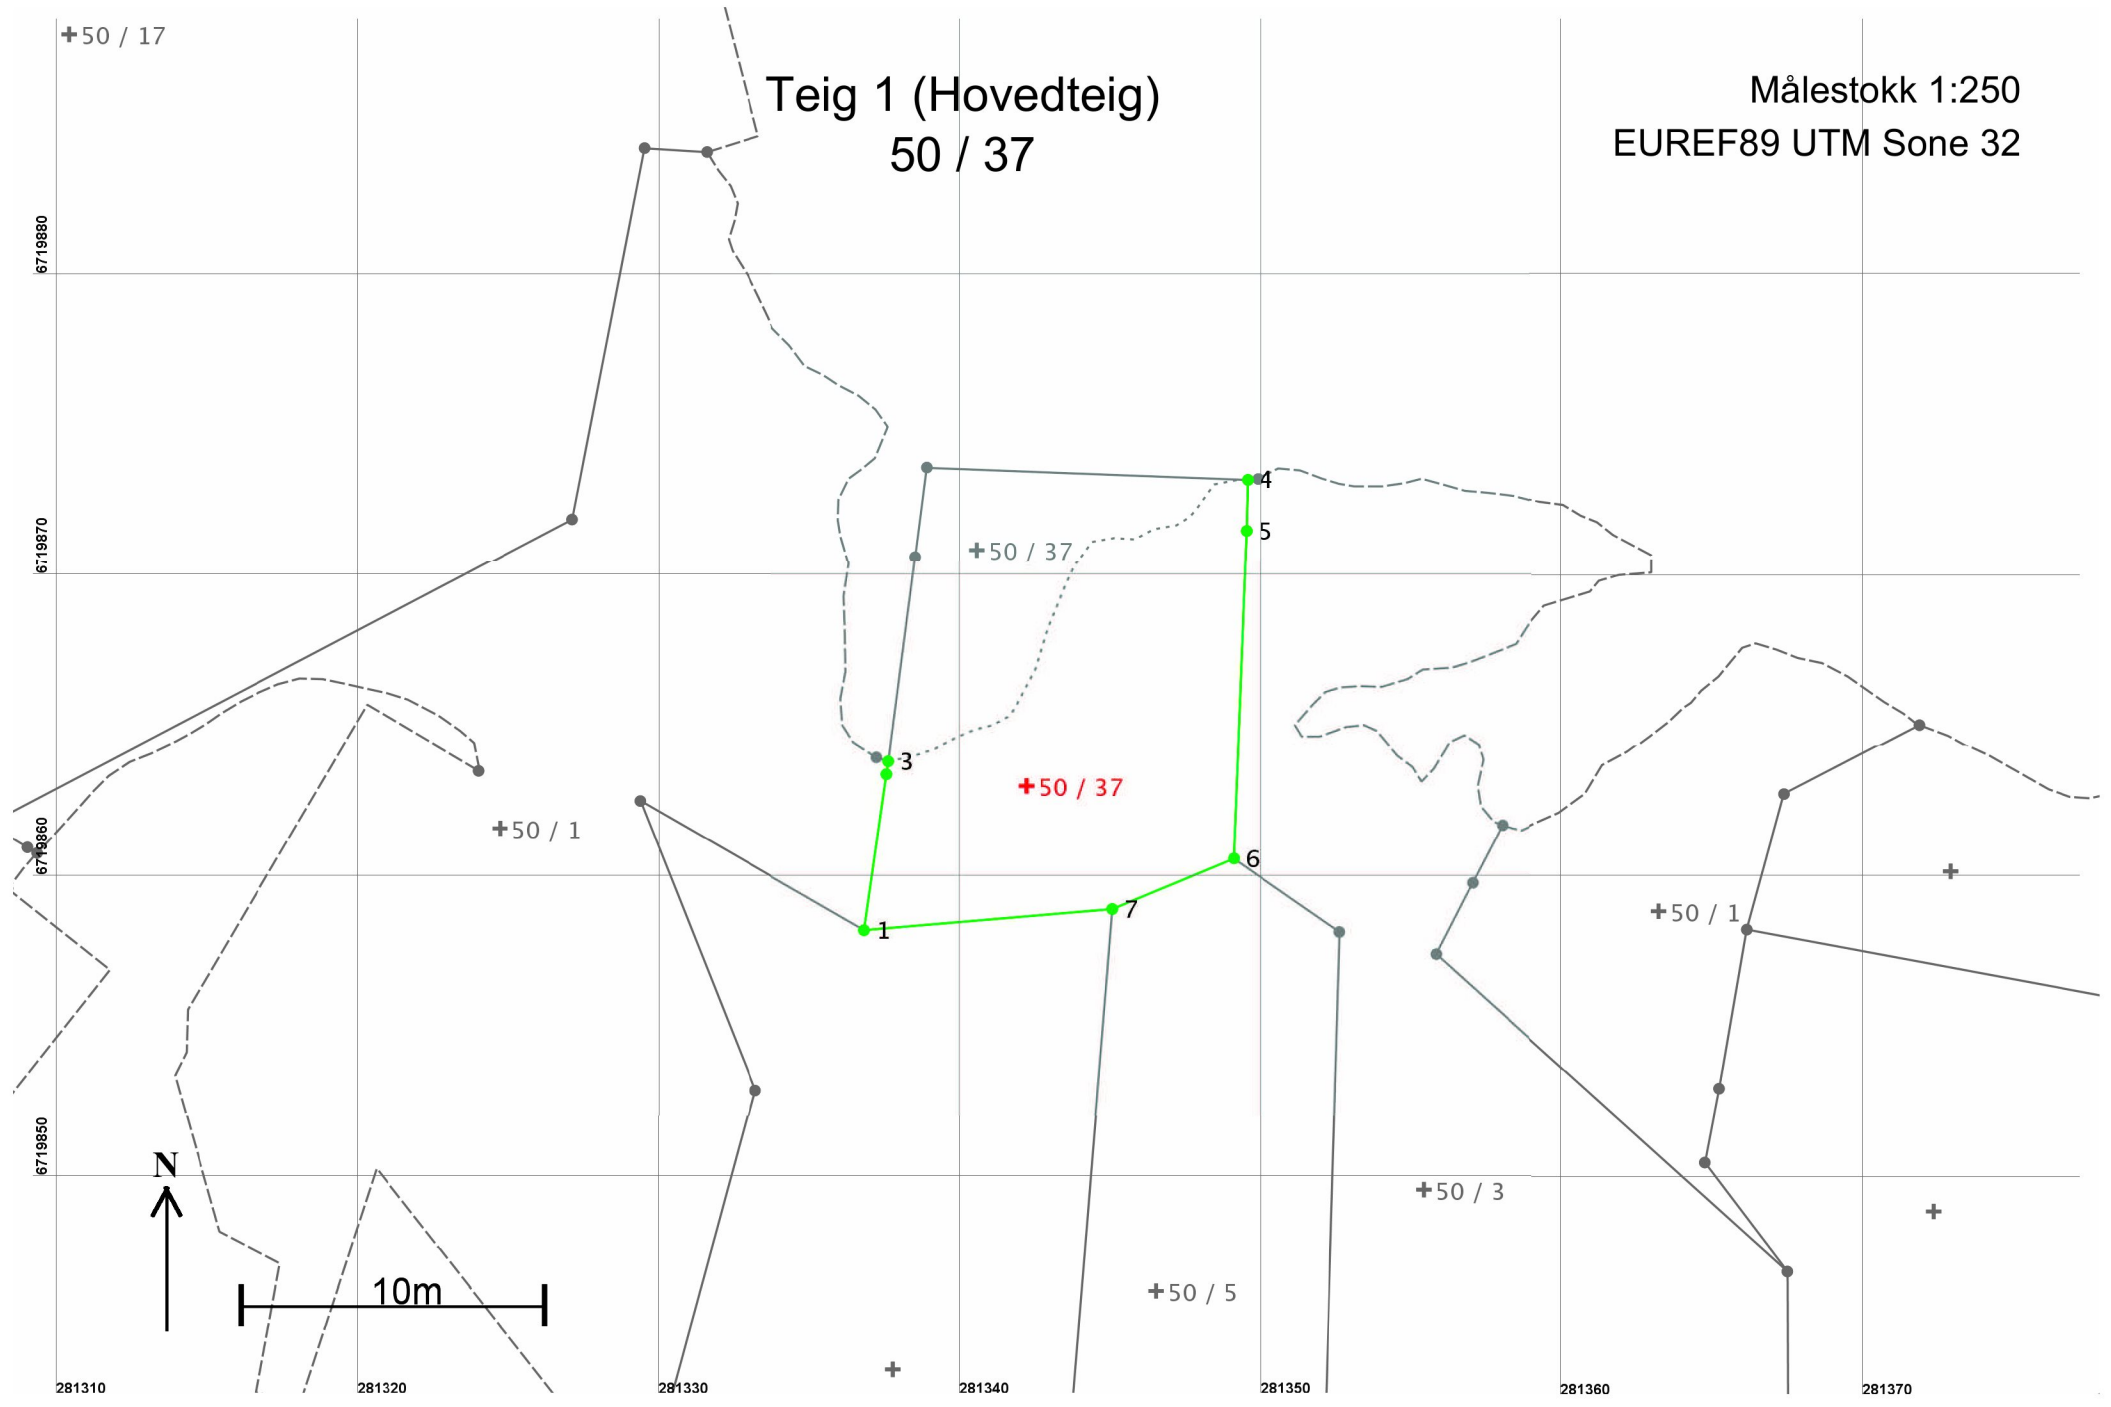 +50 / 17
Teig 1 (Hovedteig)
50 / 37
Målestokk 1:250
EUREF89 UTM Sone 32
6719880
4
5
6719870
+50 / 37
3
+50 / 37
6719860
+50 / 1
6
7
1
+50 / 1
6719850
N
+50 / 3
10m
+50 / 5
281310
281320
281330
281340
281350
281360
281370